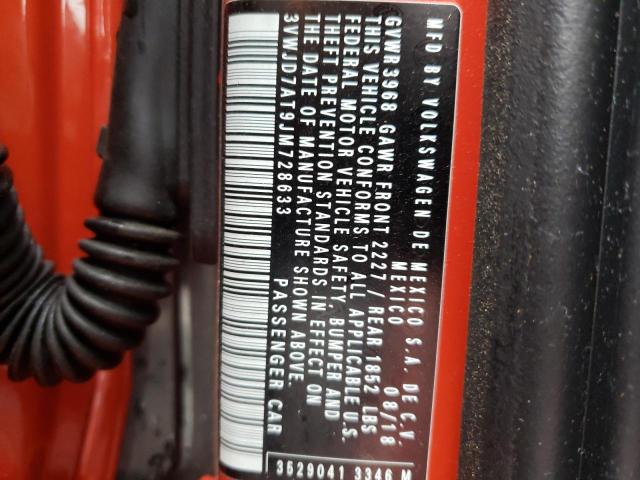 MFD BY VOLKSWAGEN DE MEXICO S.A. DE C.V.
MEXICO 08/18
GVWR 3968 GAWR FRONT 2227 // REAR 1852 LBS
THIS VEHICLE CONFORMS TO ALL APPLICABLE U.S.
FEDERAL MOTOR VEHICLE SAFETY, BUMPER AND
THEFT PREVENTION STANDARDS IN EFFECT ON
THE DATE OF MANUFACTURE SHOWN ABOVE.
3VWJD7AT9JM728633 PASSENGER CAR
3529041 3346 M